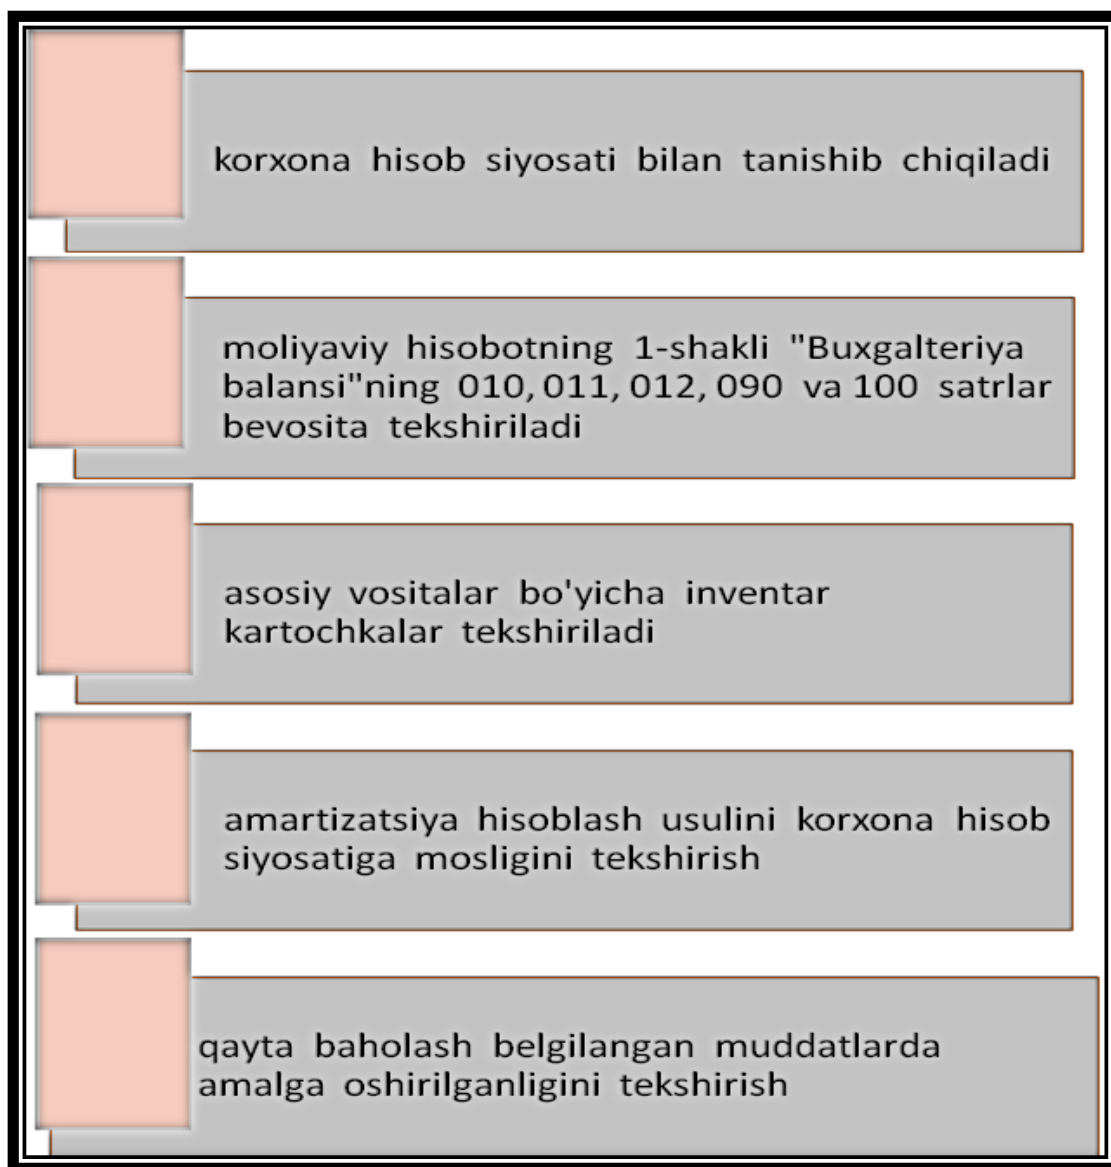 korxona hisob siyosati bilan tanishib chiqiladi
moliyaviy hisobotning 1-shakli "Buxgalteriya
balansi"ning 010, 011, 012, 090 va 100 satrlar
bevosita tekshiriladi
asosiy vositalar bo'yicha inventar
kartochkalar tekshiriladi
amartizatsiya hisoblash usulini korxona hisob
siyosatiga mosligini tekshirish
qayta baholash belgilangan muddatlarda
amalga oshirilganligini tekshirish